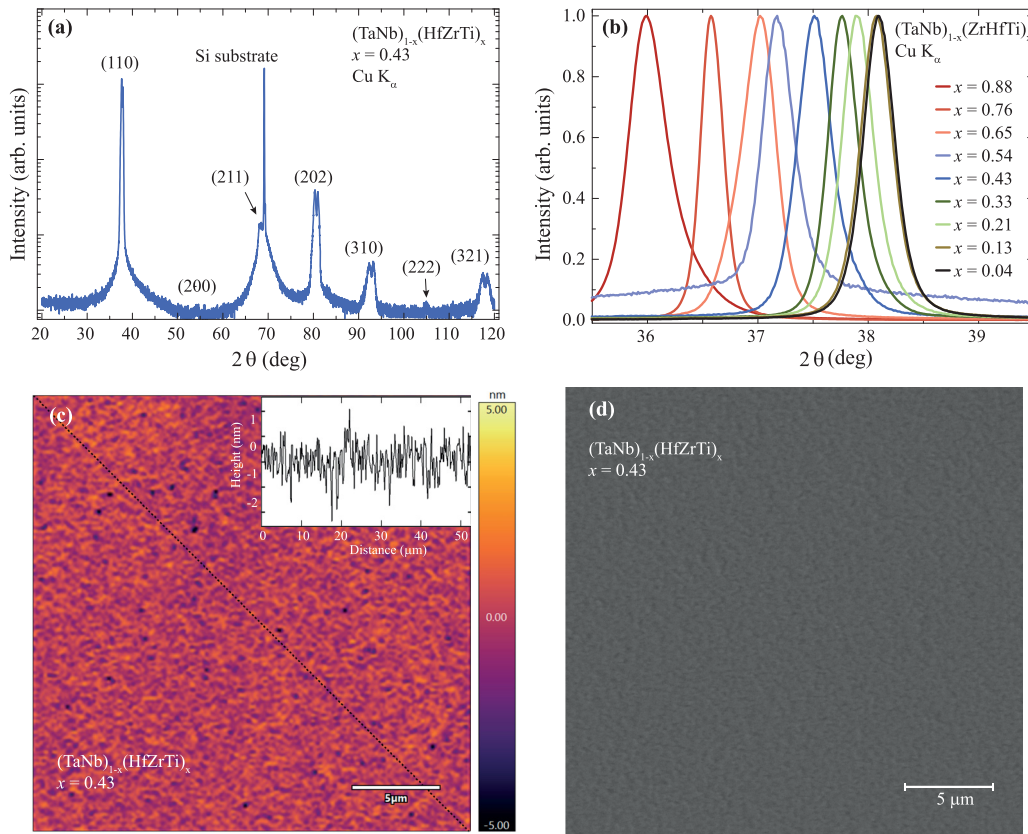 (a)
(TaNb)1-x(HfZrTi)x
x = 0.43
Cu Kα
(110)
Si substrate
(211)
(202)
(310)
(200)
(222)
(321)
Intensity (arb. units)
20 30 40 50 60 70 80 90 100 110 120
2 θ (deg)
(b)
(TaNb)1-x(ZrHfTi)x
Cu Kα
x = 0.88
x = 0.76
x = 0.65
x = 0.54
x = 0.43
x = 0.33
x = 0.21
x = 0.13
x = 0.04
Intensity (arb. units)
1.0
0.8
0.6
0.4
0.2
0.0
36 37 38 39
2 θ (deg)
(c)
Height (nm)
1
0
-1
-2
0 10 20 30 40 50
Distance (μm)
(TaNb)1-x(HfZrTi)x
x = 0.43
5μm
nm
5.00
0.00
-5.00
(d)
(TaNb)1-x(HfZrTi)x
x = 0.43
5 μm